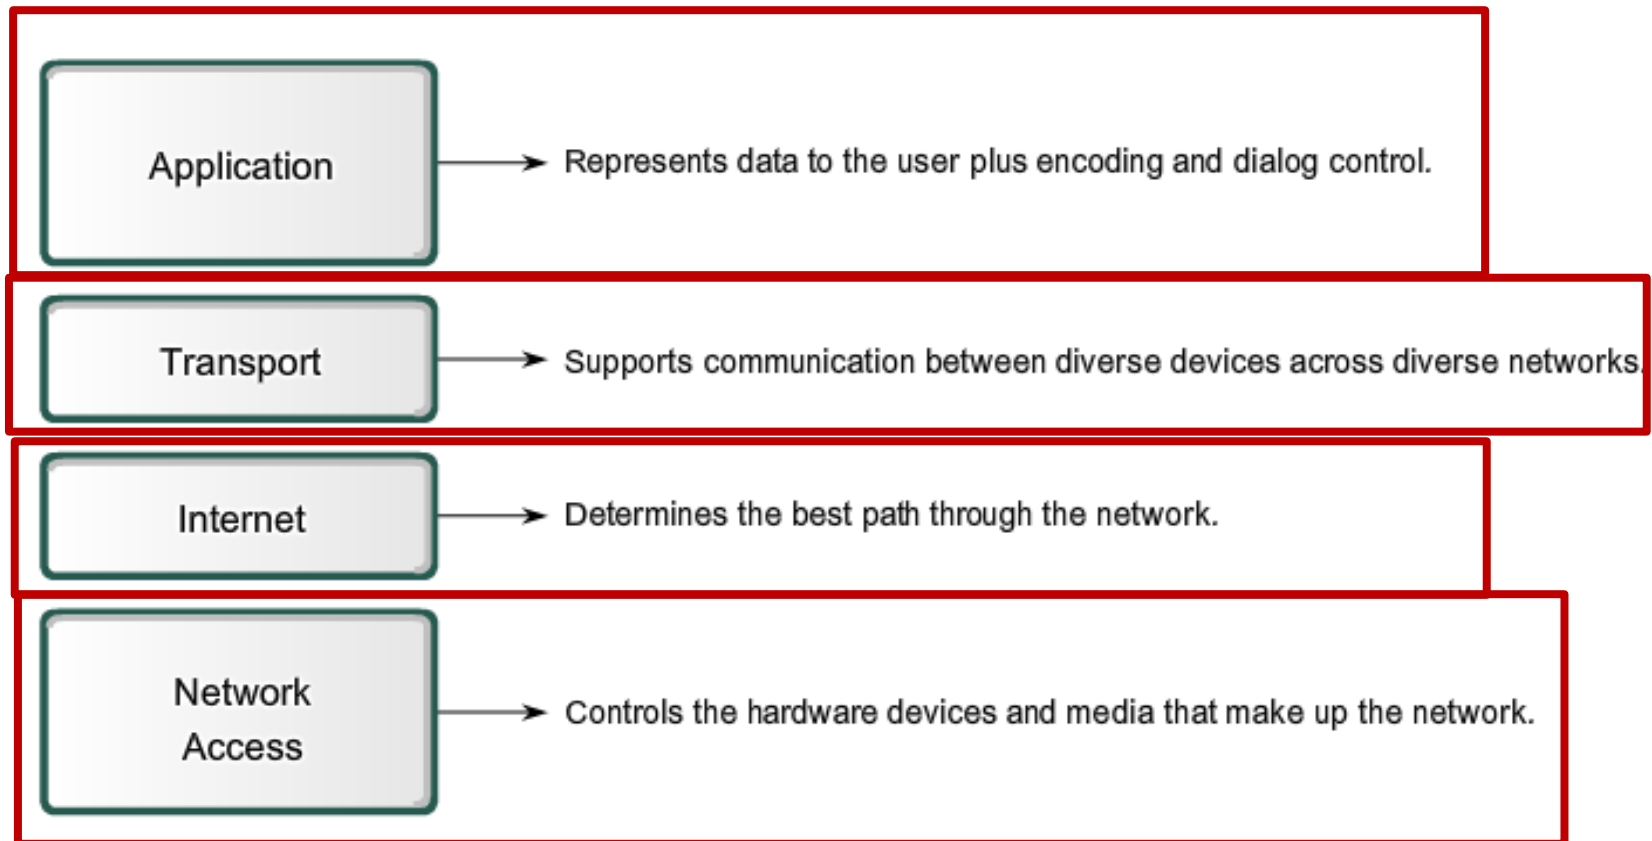 Application
Represents data to the user plus encoding and dialog control.
Transport
Supports communication between diverse devices across diverse networks.
Internet
Determines the best path through the network.
Network
Access
Controls the hardware devices and media that make up the network.